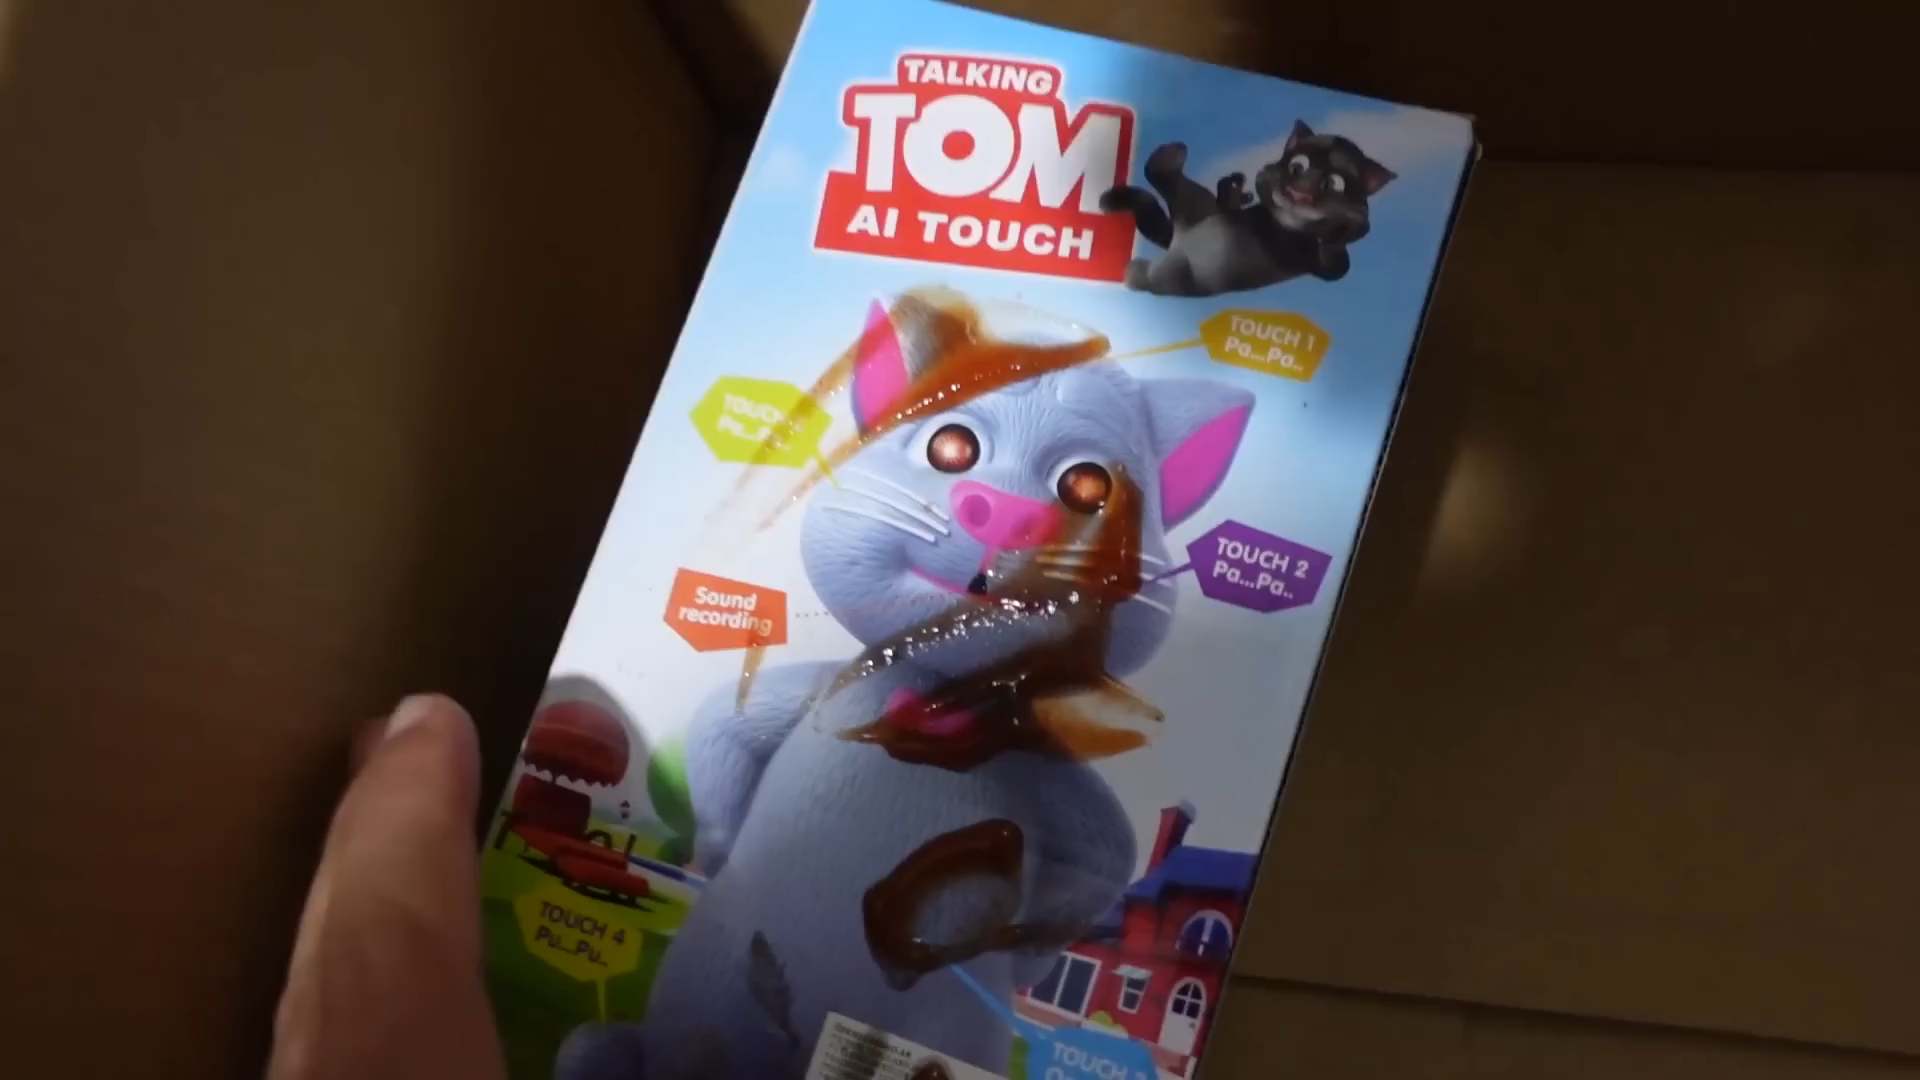 TALKING
TOM
AI TOUCH
TOUCH 1
Pa...Pa..
TOUCH
Sound
recording
TOUCH 2
Pa...Pa..
TOUCH 4
Pu...Pu..
TOUCH